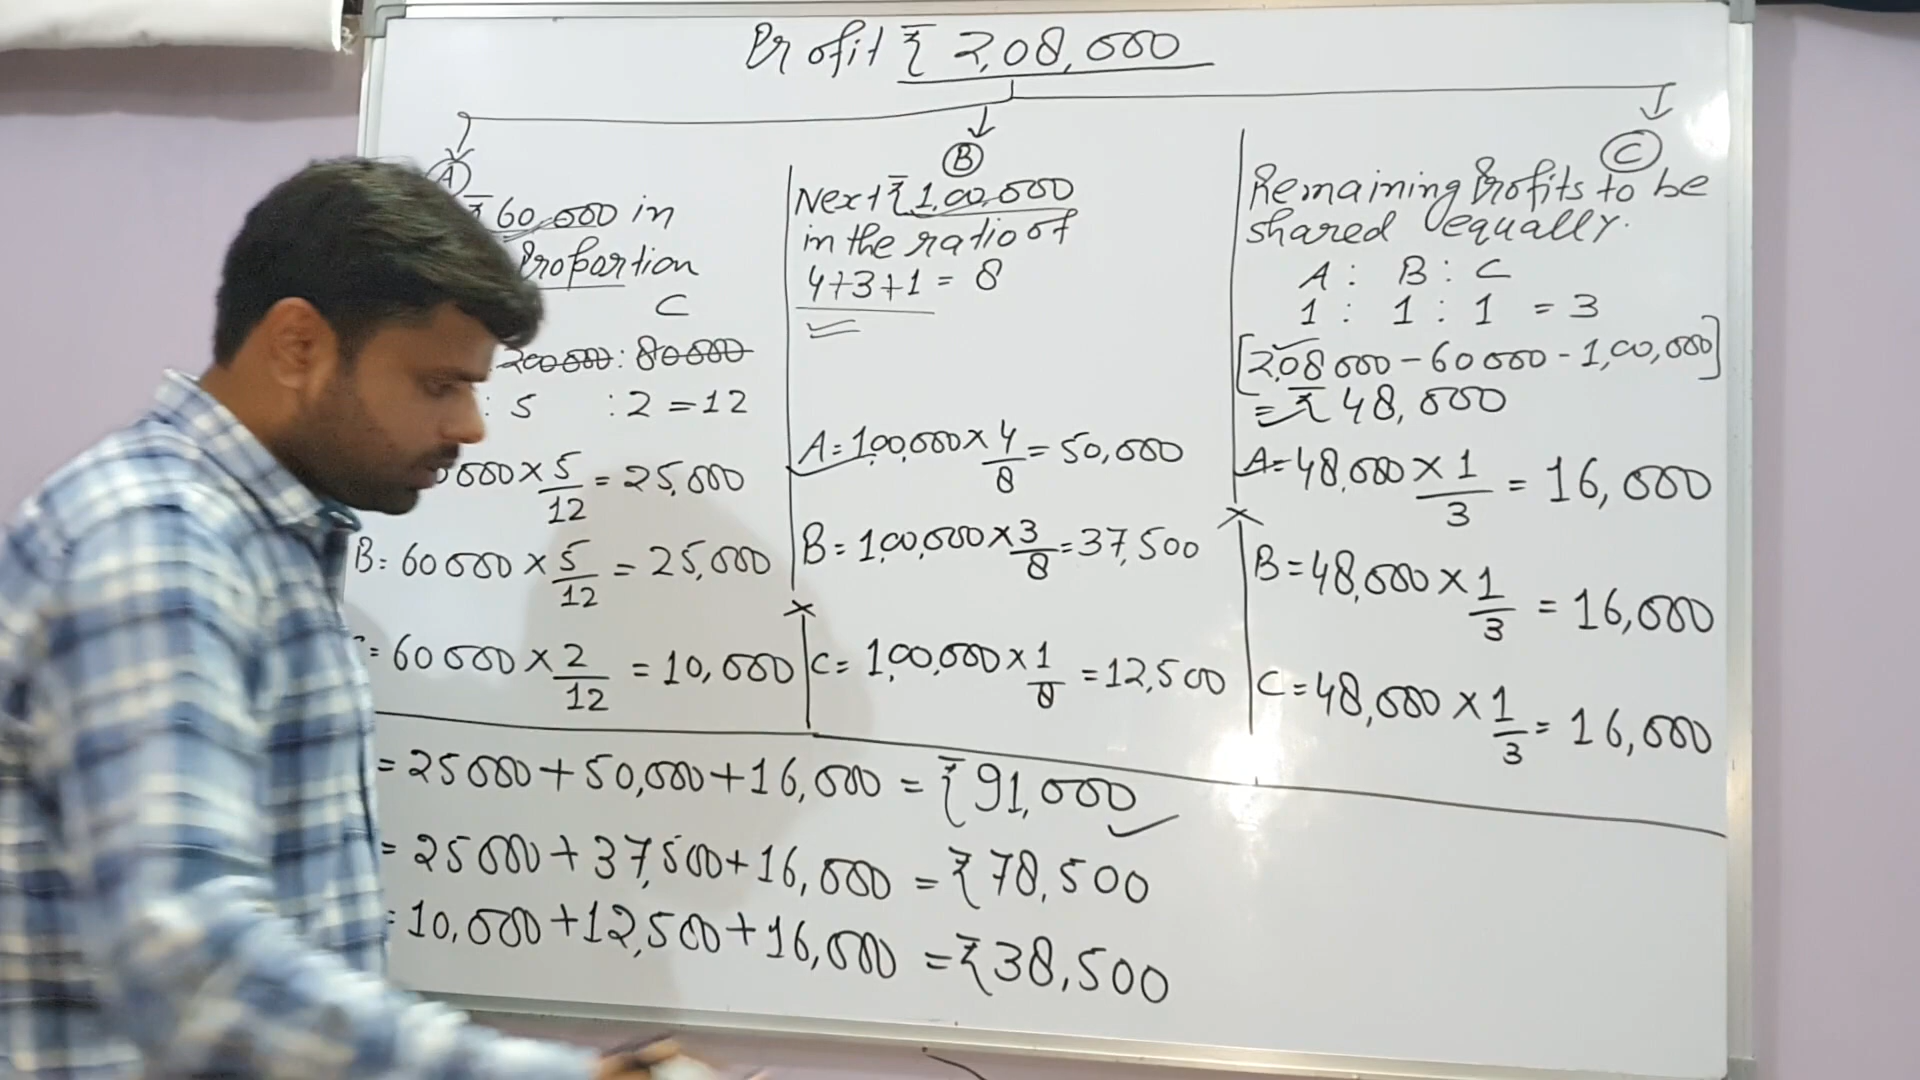 Profit ₹ 2,08,000
A
₹ 60,000 in
Proportion
C
200000 : 80000
: 5 : 2 = 12
0000 × 5/12 = 25,000
B = 60000 × 5/12 = 25,000
= 60000 × 2/12 = 10,000
B
Next ₹ 1,00,000
in the ratio of
4+3+1 = 8
A = 1,00,000 × 4/8 = 50,000
B = 1,00,000 × 3/8 = 37,500
C = 1,00,000 × 1/8 = 12,500
C
Remaining Profits to be
shared equally.
A : B : C
1 : 1 : 1 = 3
[2,08000 - 60000 - 1,00,000]
= ₹ 48,000
A = 48,000 × 1/3 = 16,000
B = 48,000 × 1/3 = 16,000
C = 48,000 × 1/3 = 16,000
= 25000 + 50,000 + 16,000 = ₹91,000
= 25000 + 37,500 + 16,000 = ₹78,500
= 10,000 + 12,500 + 16,000 = ₹38,500